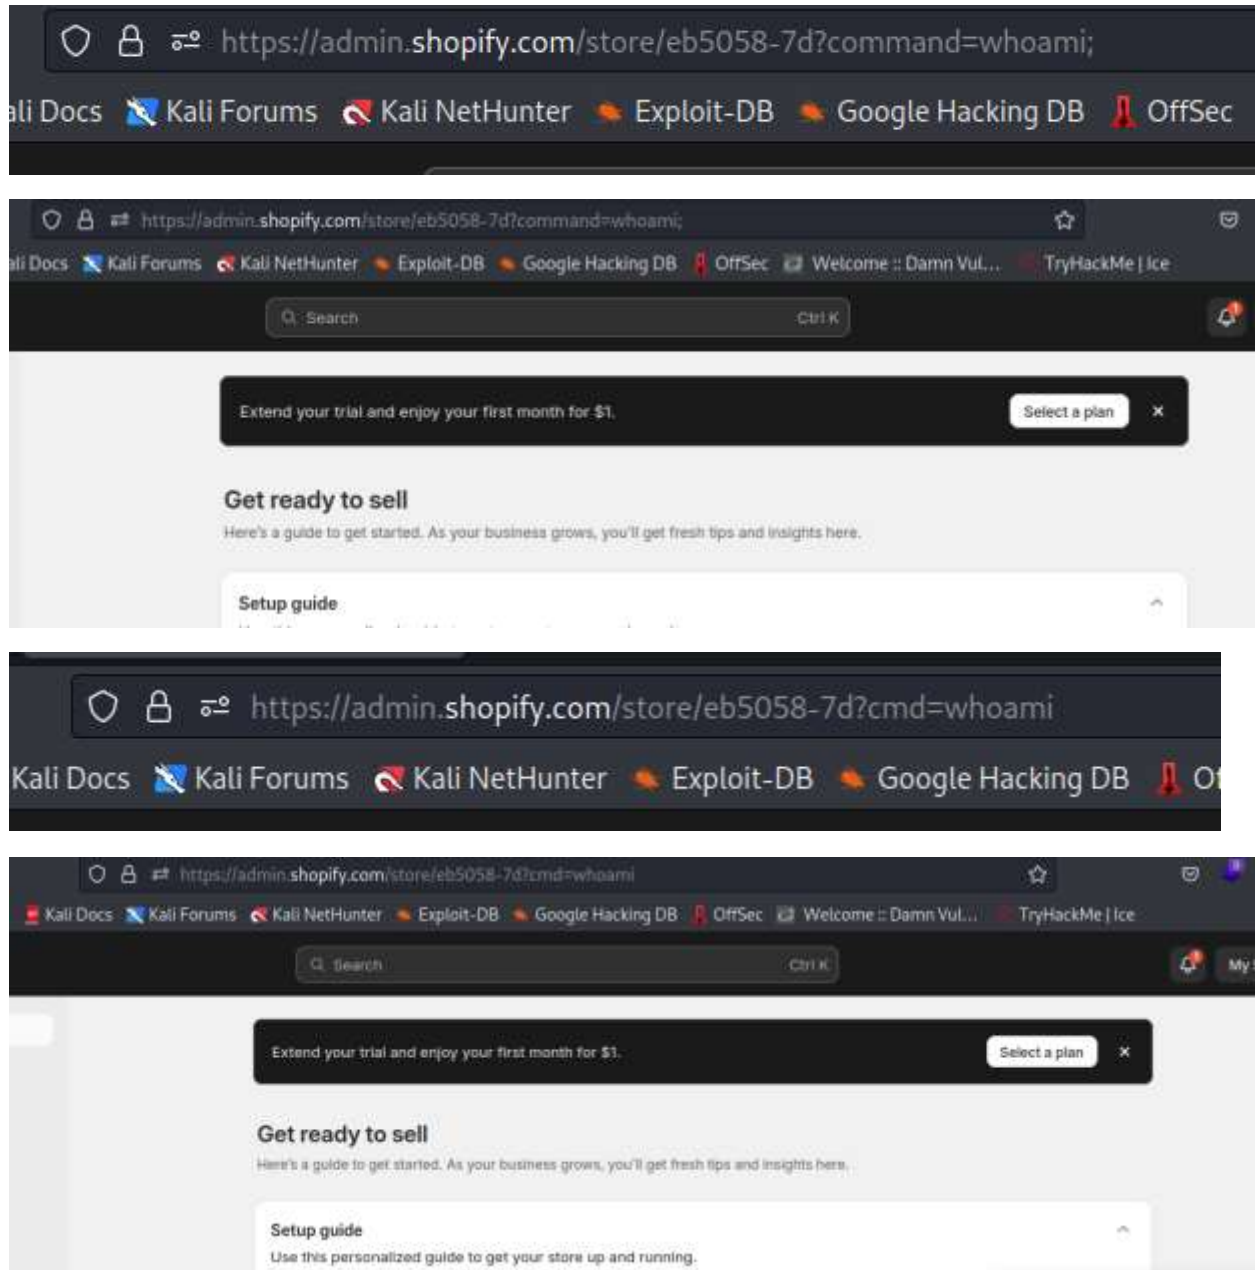 https://admin.shopify.com/store/eb5058-7d?command=whoami;
ali Docs Kali Forums Kali NetHunter Exploit-DB Google Hacking DB OffSec
https://admin.shopify.com/store/eb5058-7d?command=whoami;
ali Docs Kali Forums Kali NetHunter Exploit-DB Google Hacking DB OffSec Welcome :: Damn Vul... TryHackMe | Ice
Search Ctrl K
Extend your trial and enjoy your first month for $1. Select a plan
Get ready to sell
Here's a guide to get started. As your business grows, you'll get fresh tips and insights here.
Setup guide
https://admin.shopify.com/store/eb5058-7d?cmd=whoami
Kali Docs Kali Forums Kali NetHunter Exploit-DB Google Hacking DB Of
https://admin.shopify.com/store/eb5058-7d?cmd=whoami
Kali Docs Kali Forums Kali NetHunter Exploit-DB Google Hacking DB OffSec Welcome :: Damn Vul... TryHackMe | Ice
Search Ctrl K My
Extend your trial and enjoy your first month for $1. Select a plan
Get ready to sell
Here's a guide to get started. As your business grows, you'll get fresh tips and insights here.
Setup guide
Use this personalized guide to get your store up and running.